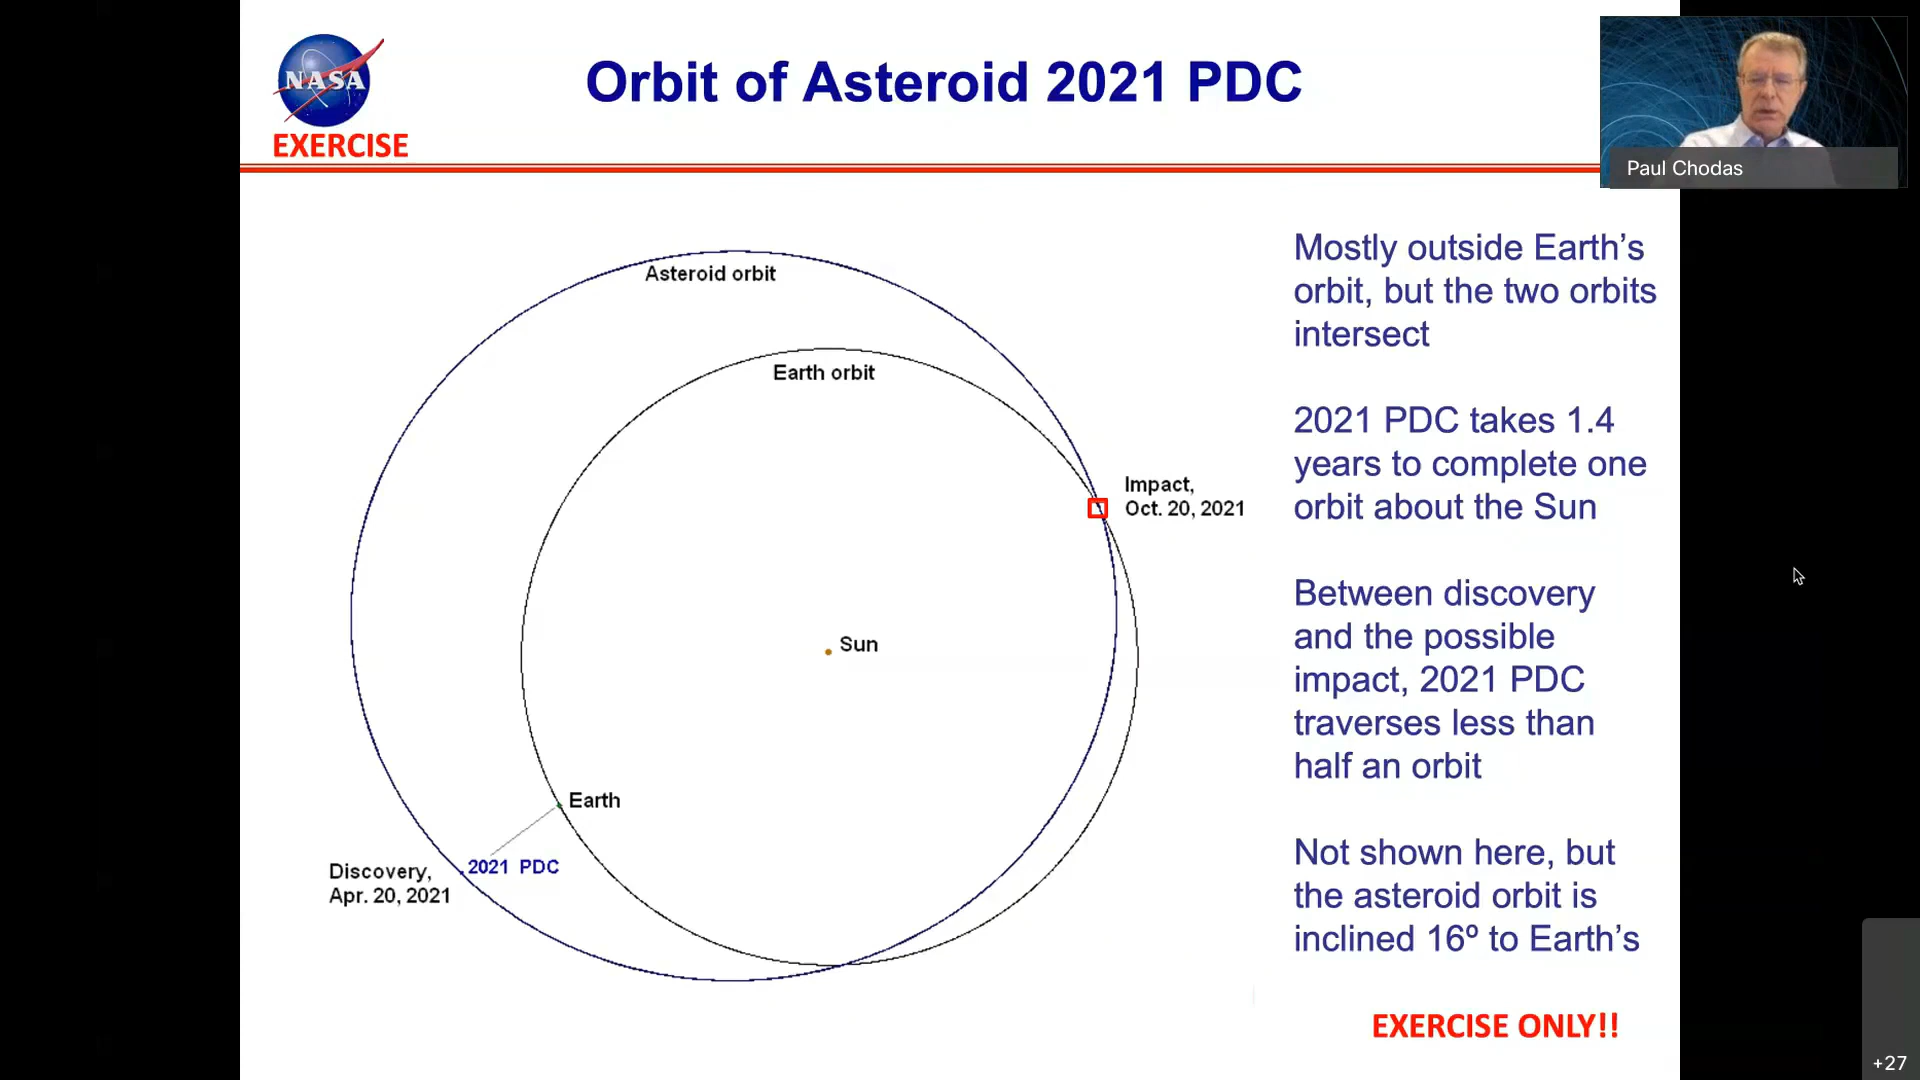 NASA
EXERCISE
Orbit of Asteroid 2021 PDC
Paul Chodas
Asteroid orbit
Earth orbit
Impact,
Oct. 20, 2021
Sun
Earth
2021 PDC
Discovery,
Apr. 20, 2021
Mostly outside Earth’s
orbit, but the two orbits
intersect
2021 PDC takes 1.4
years to complete one
orbit about the Sun
Between discovery
and the possible
impact, 2021 PDC
traverses less than
half an orbit
Not shown here, but
the asteroid orbit is
inclined 16º to Earth’s
EXERCISE ONLY!!
+27